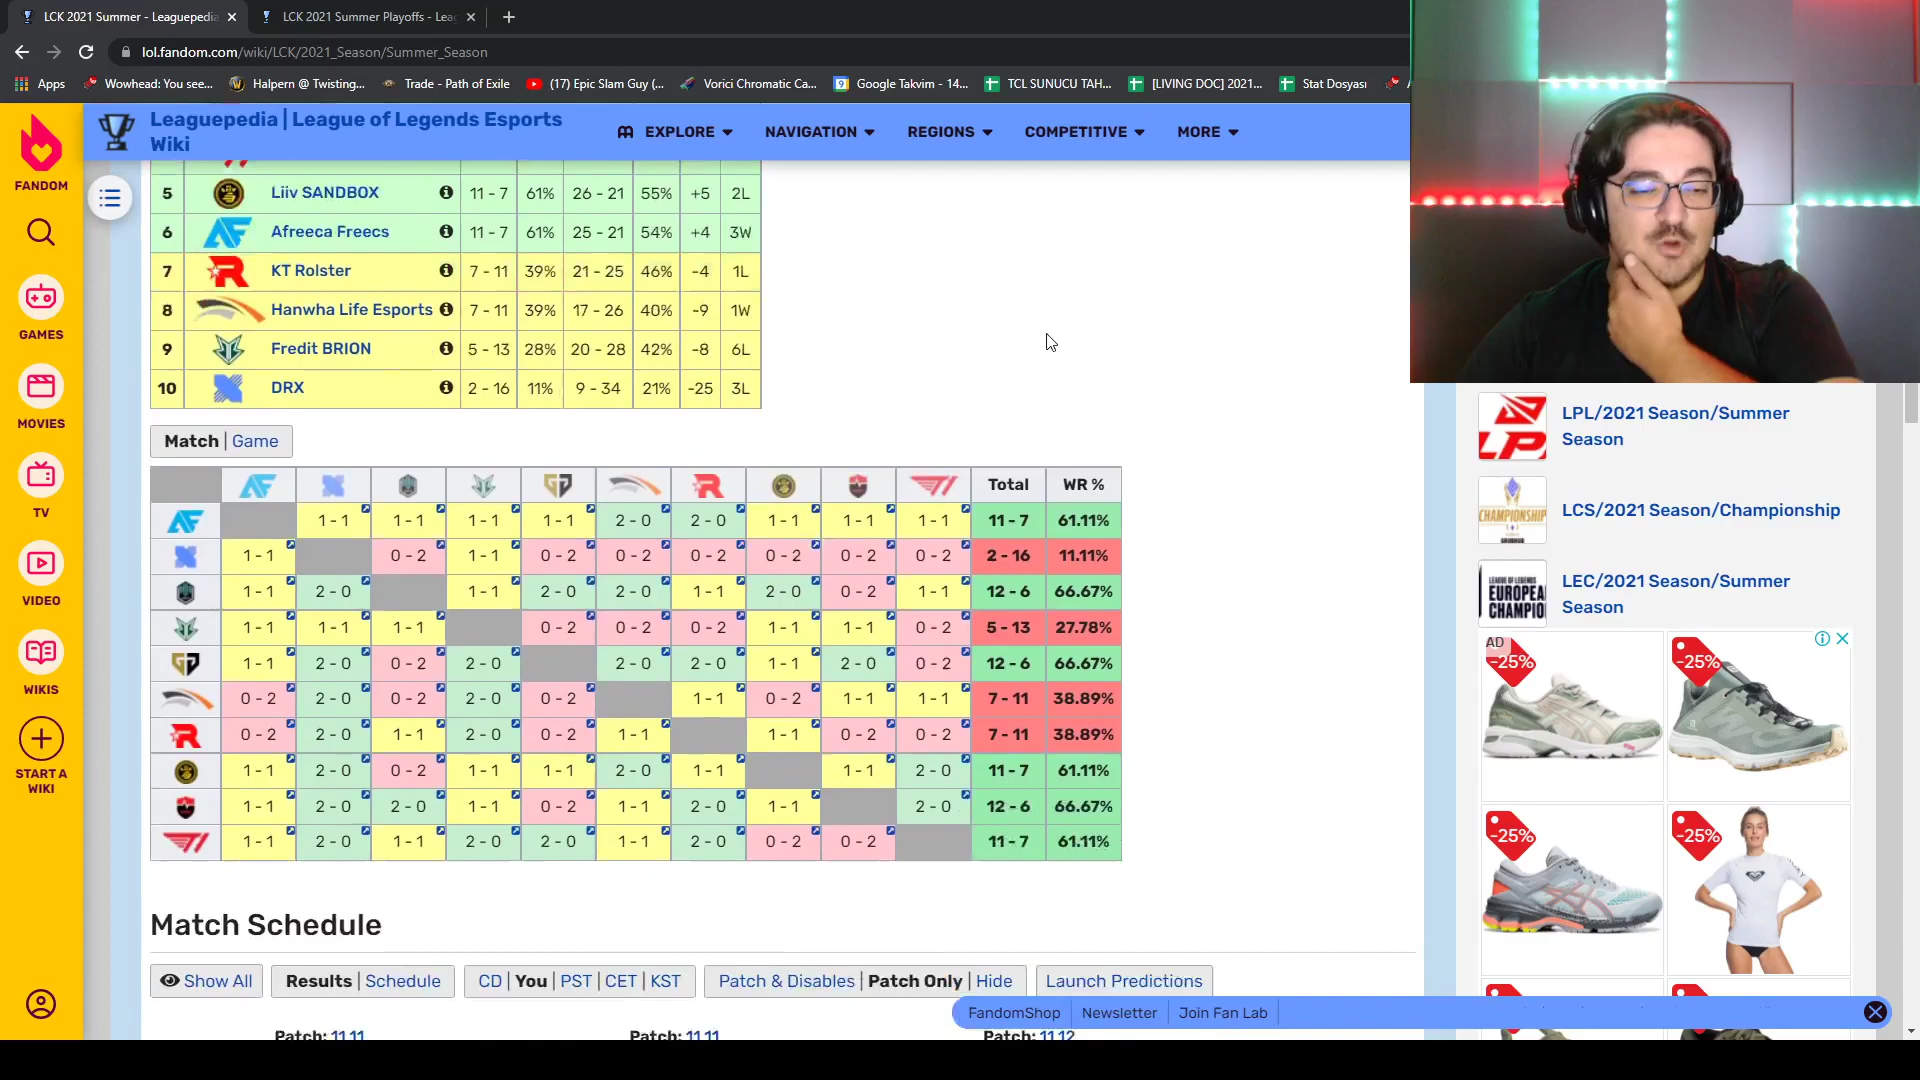 LCK 2021 Summer - Leaguepedia
LCK 2021 Summer Playoffs - Leag
lol.fandom.com/wiki/LCK/2021_Season/Summer_Season
Apps
Wowhead: You see...
Halpern @ Twisting...
Trade - Path of Exile
(17) Epic Slam Guy (...
Vorici Chromatic Ca...
Google Takvim - 14...
TCL SUNUCU TAH...
[LIVING DOC] 2021...
Stat Dosyası
FANDOM
GAMES
MOVIES
TV
VIDEO
WIKIS
START A
WIKI
Leaguepedia | League of Legends Esports
Wiki
EXPLORE NAVIGATION REGIONS COMPETITIVE MORE
5 Liiv SANDBOX 11 - 7 61% 26 - 21 55% +5 2L
6 Afreeca Freecs 11 - 7 61% 25 - 21 54% +4 3W
7 KT Rolster 7 - 11 39% 21 - 25 46% -4 1L
8 Hanwha Life Esports 7 - 11 39% 17 - 26 40% -9 1W
9 Fredit BRION 5 - 13 28% 20 - 28 42% -8 6L
10 DRX 2 - 16 11% 9 - 34 21% -25 3L
Match | Game
Total WR %
1 - 1 1 - 1 1 - 1 1 - 1 2 - 0 2 - 0 1 - 1 1 - 1 1 - 1 11 - 7 61.11%
1 - 1 0 - 2 1 - 1 0 - 2 0 - 2 0 - 2 0 - 2 0 - 2 0 - 2 2 - 16 11.11%
1 - 1 2 - 0 1 - 1 2 - 0 2 - 0 1 - 1 2 - 0 0 - 2 1 - 1 12 - 6 66.67%
1 - 1 1 - 1 1 - 1 0 - 2 0 - 2 0 - 2 1 - 1 1 - 1 0 - 2 5 - 13 27.78%
1 - 1 2 - 0 0 - 2 2 - 0 2 - 0 2 - 0 1 - 1 2 - 0 0 - 2 12 - 6 66.67%
0 - 2 2 - 0 0 - 2 2 - 0 0 - 2 1 - 1 0 - 2 1 - 1 1 - 1 7 - 11 38.89%
0 - 2 2 - 0 1 - 1 2 - 0 0 - 2 1 - 1 1 - 1 0 - 2 0 - 2 7 - 11 38.89%
1 - 1 2 - 0 0 - 2 1 - 1 1 - 1 2 - 0 1 - 1 1 - 1 2 - 0 11 - 7 61.11%
1 - 1 2 - 0 2 - 0 1 - 1 0 - 2 1 - 1 2 - 0 1 - 1 2 - 0 12 - 6 66.67%
1 - 1 2 - 0 1 - 1 2 - 0 2 - 0 1 - 1 2 - 0 0 - 2 0 - 2 11 - 7 61.11%
Match Schedule
Show All
Results | Schedule
CD | You | PST | CET | KST
Patch & Disables | Patch Only | Hide
Launch Predictions
Patch: 11.11
Patch: 11.11
Patch: 11.12
LPL/2021 Season/Summer
Season
LCS/2021 Season/Championship
LEC/2021 Season/Summer
Season
AD
-25%
-25%
-25%
-25%
FandomShop
Newsletter
Join Fan Lab